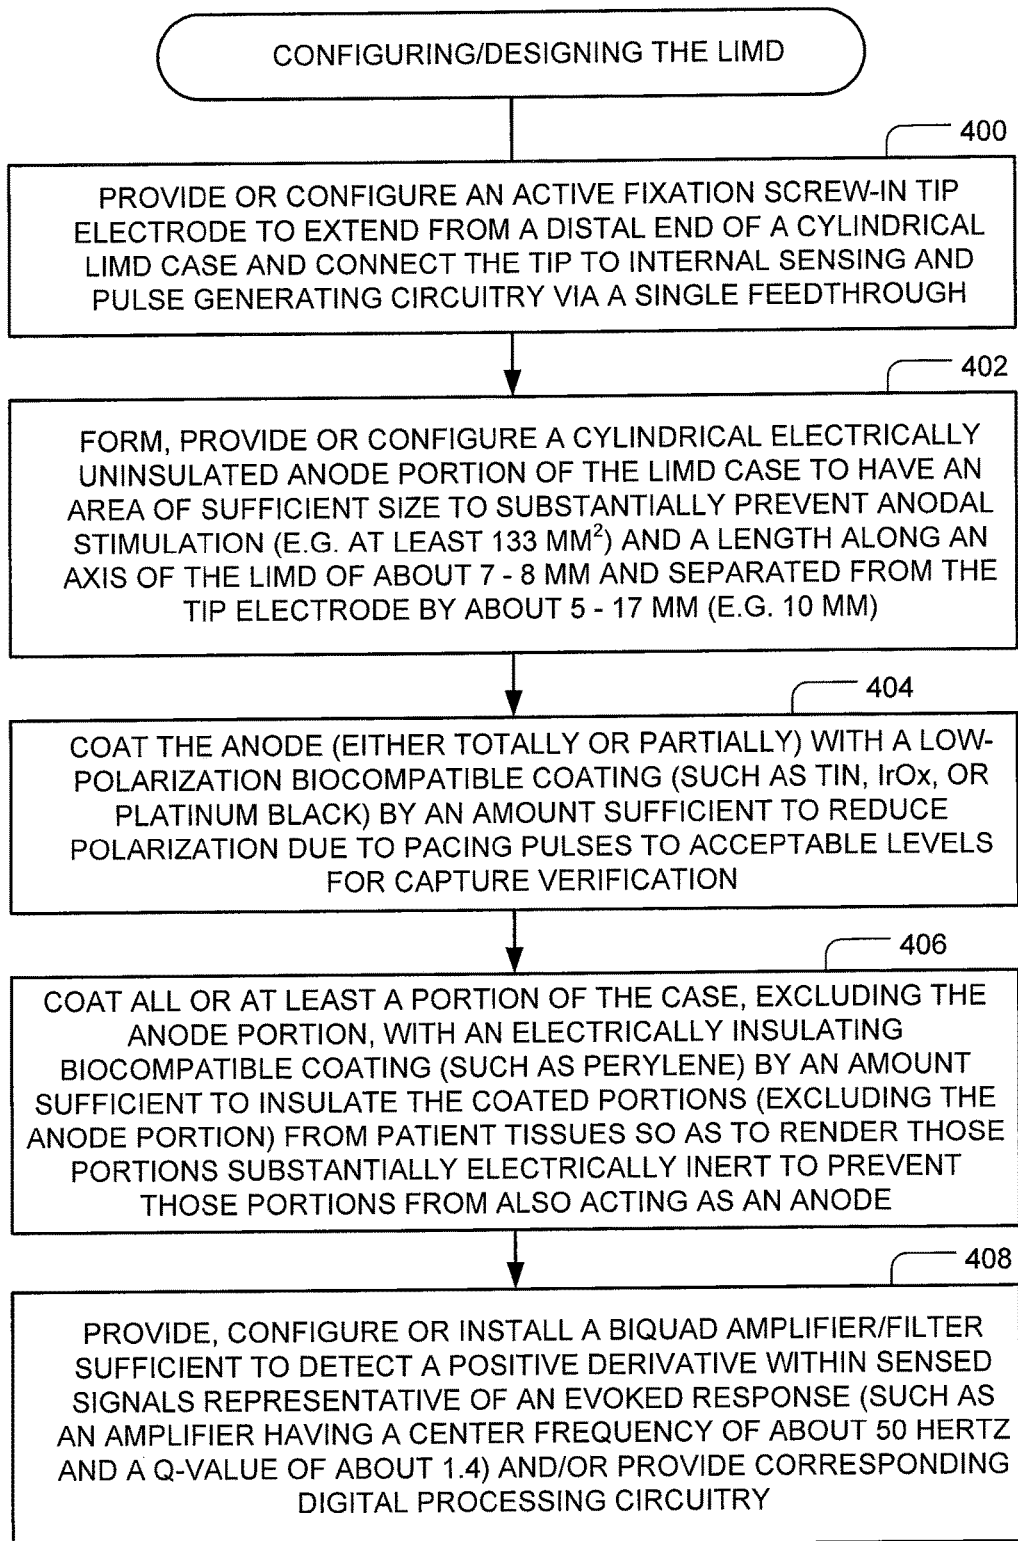 CONFIGURING/DESIGNING THE LIMD
400
PROVIDE OR CONFIGURE AN ACTIVE FIXATION SCREW-IN TIP
ELECTRODE TO EXTEND FROM A DISTAL END OF A CYLINDRICAL
LIMD CASE AND CONNECT THE TIP TO INTERNAL SENSING AND
PULSE GENERATING CIRCUITRY VIA A SINGLE FEEDTHROUGH
402
FORM, PROVIDE OR CONFIGURE A CYLINDRICAL ELECTRICALLY
UNINSULATED ANODE PORTION OF THE LIMD CASE TO HAVE AN
AREA OF SUFFICIENT SIZE TO SUBSTANTIALLY PREVENT ANODAL
STIMULATION (E.G. AT LEAST 133 MM²) AND A LENGTH ALONG AN
AXIS OF THE LIMD OF ABOUT 7 - 8 MM AND SEPARATED FROM THE
TIP ELECTRODE BY ABOUT 5 - 17 MM (E.G. 10 MM)
404
COAT THE ANODE (EITHER TOTALLY OR PARTIALLY) WITH A LOW-
POLARIZATION BIOCOMPATIBLE COATING (SUCH AS TIN, IrOx, OR
PLATINUM BLACK) BY AN AMOUNT SUFFICIENT TO REDUCE
POLARIZATION DUE TO PACING PULSES TO ACCEPTABLE LEVELS
FOR CAPTURE VERIFICATION
406
COAT ALL OR AT LEAST A PORTION OF THE CASE, EXCLUDING THE
ANODE PORTION, WITH AN ELECTRICALLY INSULATING
BIOCOMPATIBLE COATING (SUCH AS PERYLENE) BY AN AMOUNT
SUFFICIENT TO INSULATE THE COATED PORTIONS (EXCLUDING THE
ANODE PORTION) FROM PATIENT TISSUES SO AS TO RENDER THOSE
PORTIONS SUBSTANTIALLY ELECTRICALLY INERT TO PREVENT
THOSE PORTIONS FROM ALSO ACTING AS AN ANODE
408
PROVIDE, CONFIGURE OR INSTALL A BIQUAD AMPLIFIER/FILTER
SUFFICIENT TO DETECT A POSITIVE DERIVATIVE WITHIN SENSED
SIGNALS REPRESENTATIVE OF AN EVOKED RESPONSE (SUCH AS
AN AMPLIFIER HAVING A CENTER FREQUENCY OF ABOUT 50 HERTZ
AND A Q-VALUE OF ABOUT 1.4) AND/OR PROVIDE CORRESPONDING
DIGITAL PROCESSING CIRCUITRY